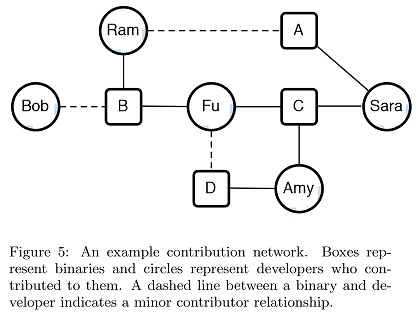 Ram
A
Bob
B
Fu
C
Sara
D
Amy
Figure 5: An example contribution network. Boxes rep-
resent binaries and circles represent developers who con-
tributed to them. A dashed line between a binary and de-
veloper indicates a minor contributor relationship.